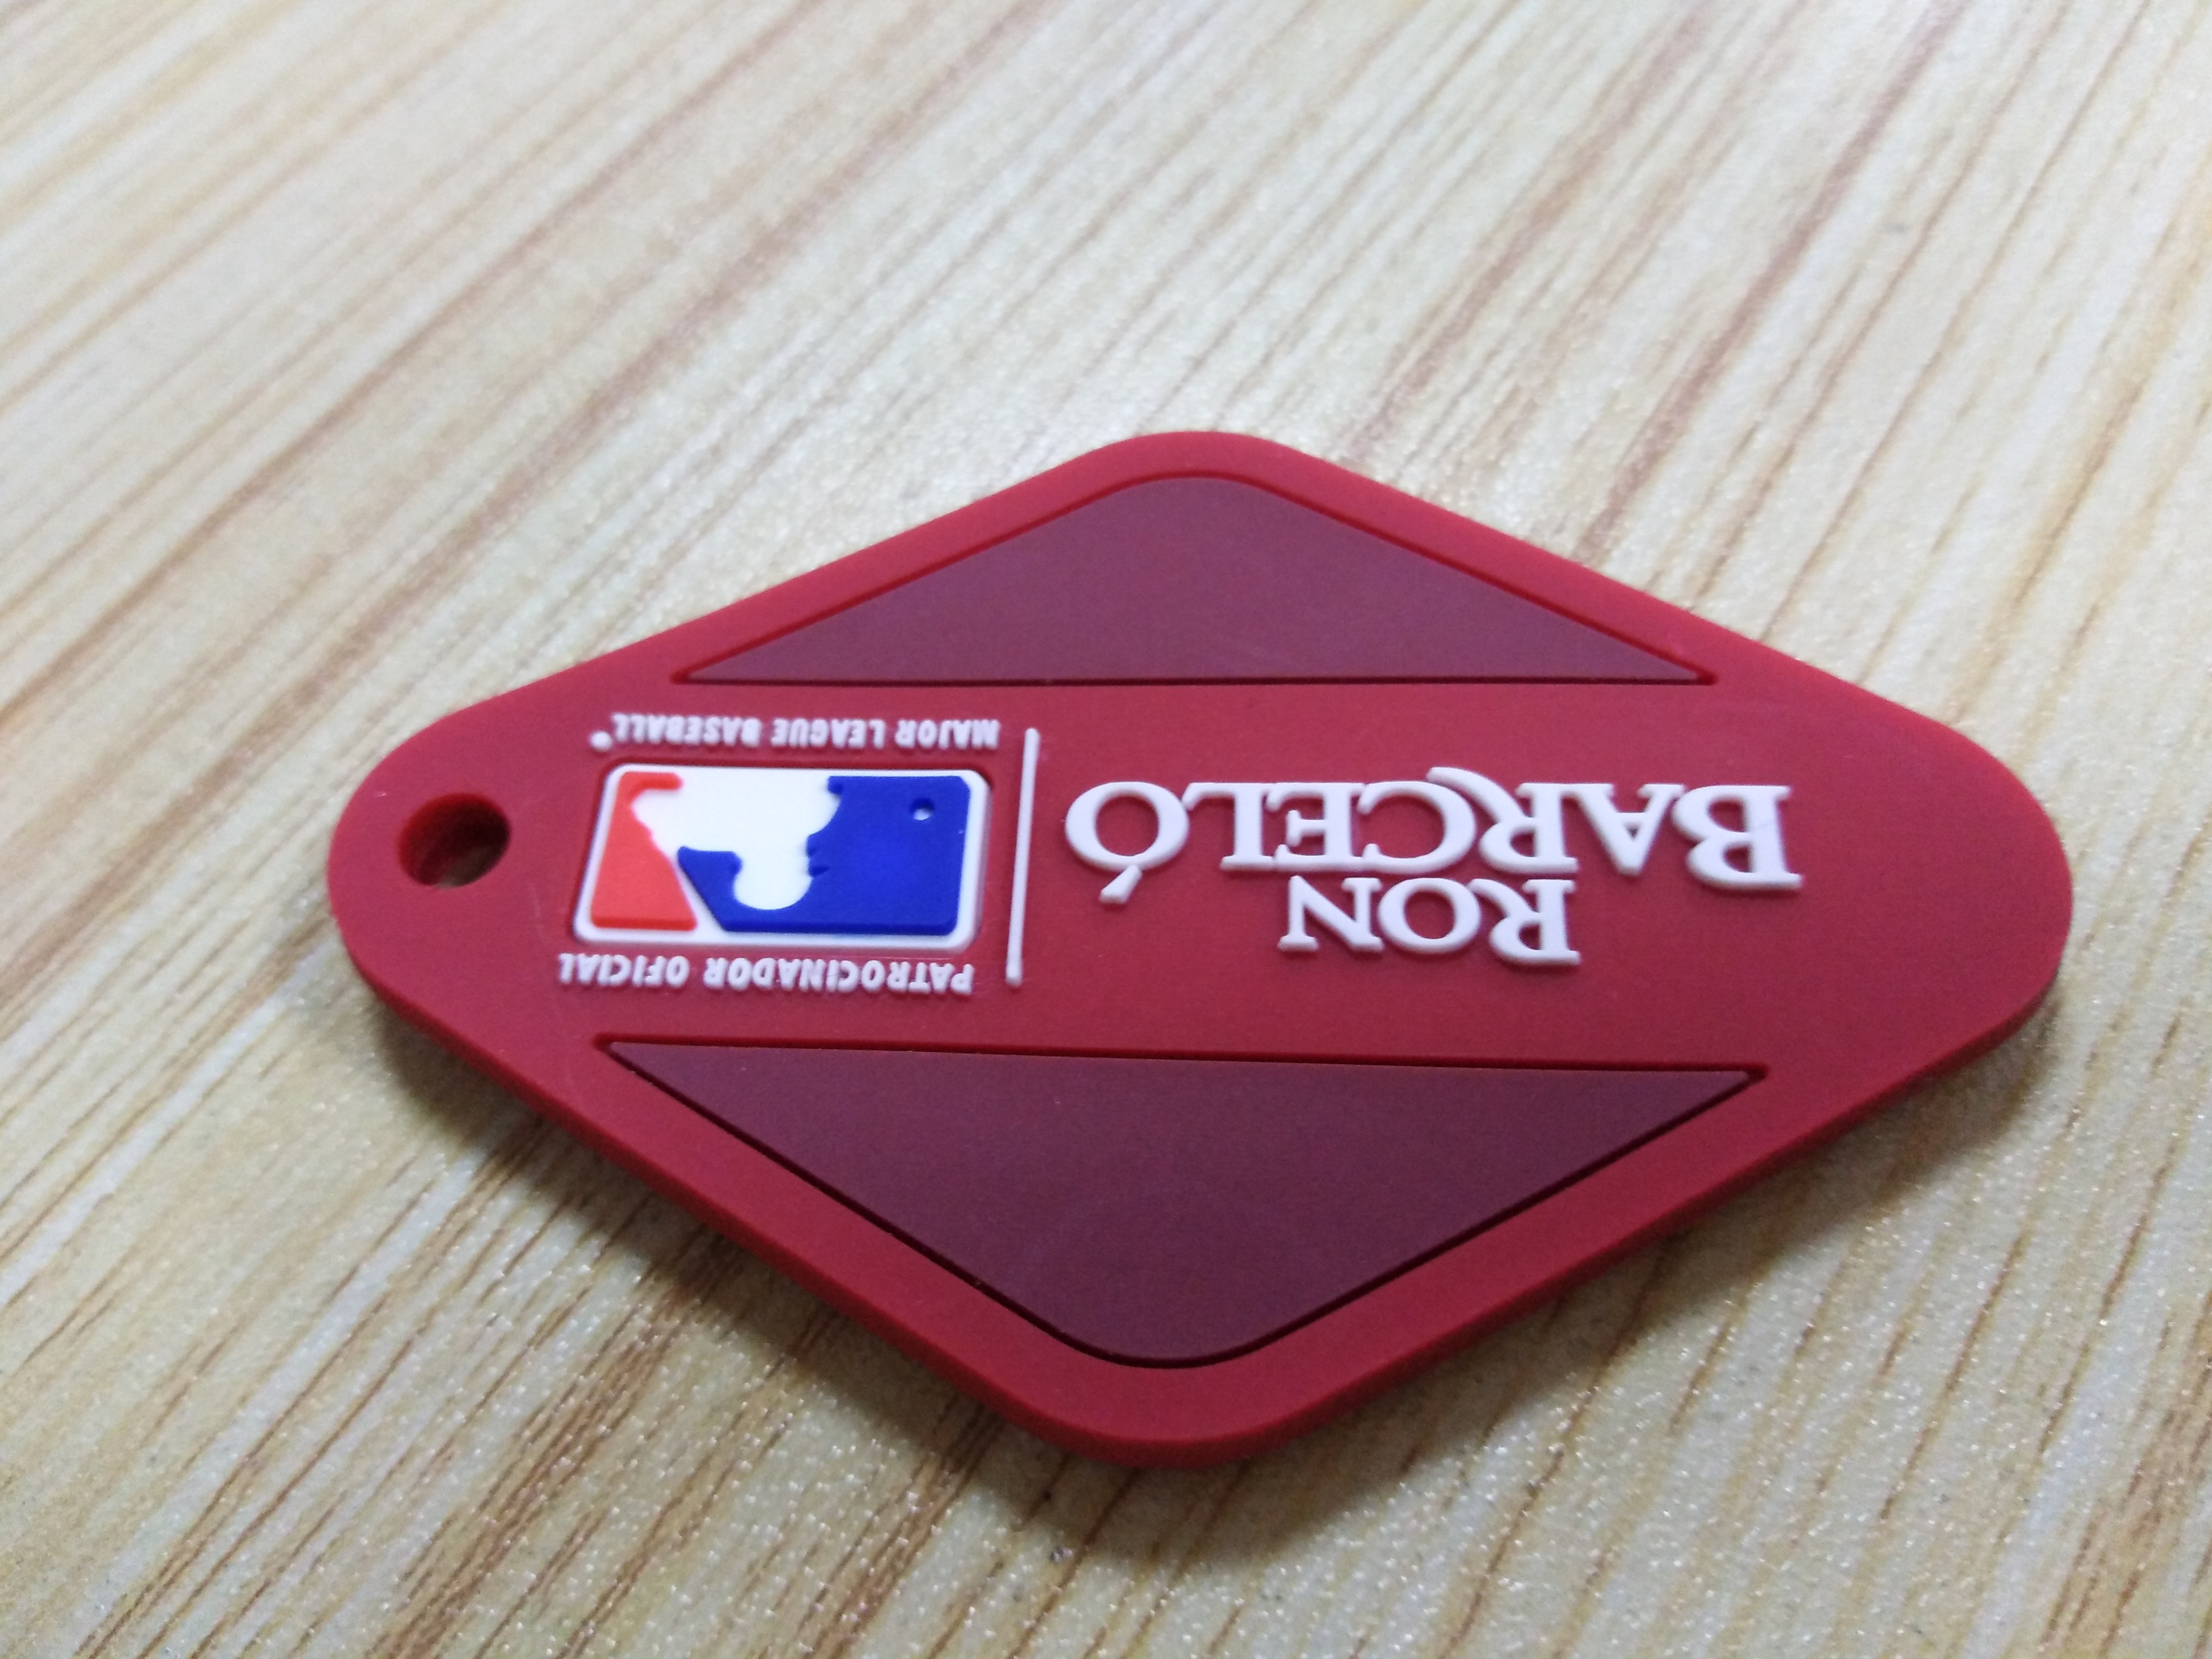 RON
BARCELÓ
PATROCINADOR OFICIAL
MAJOR LEAGUE BASEBALL®